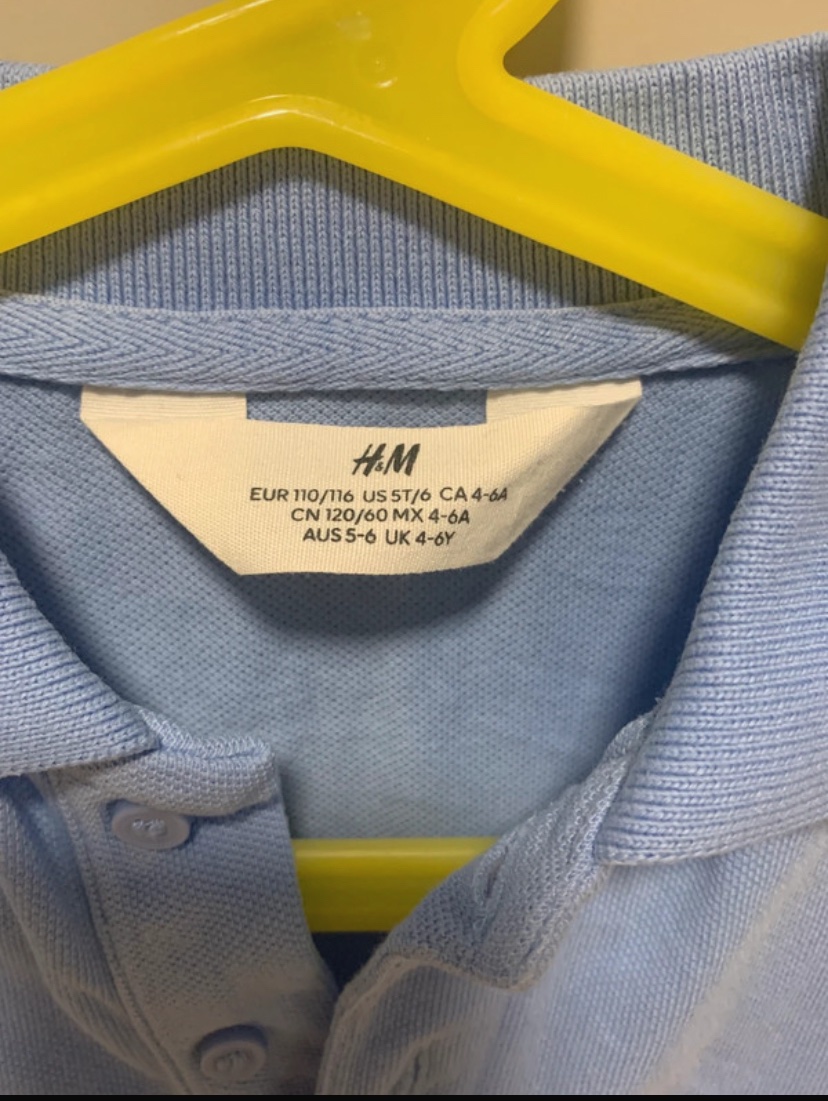 H&M
EUR 110/116 US 5T/6 CA 4-6A
CN 120/60 MX 4-6A
AUS 5-6 UK 4-6Y